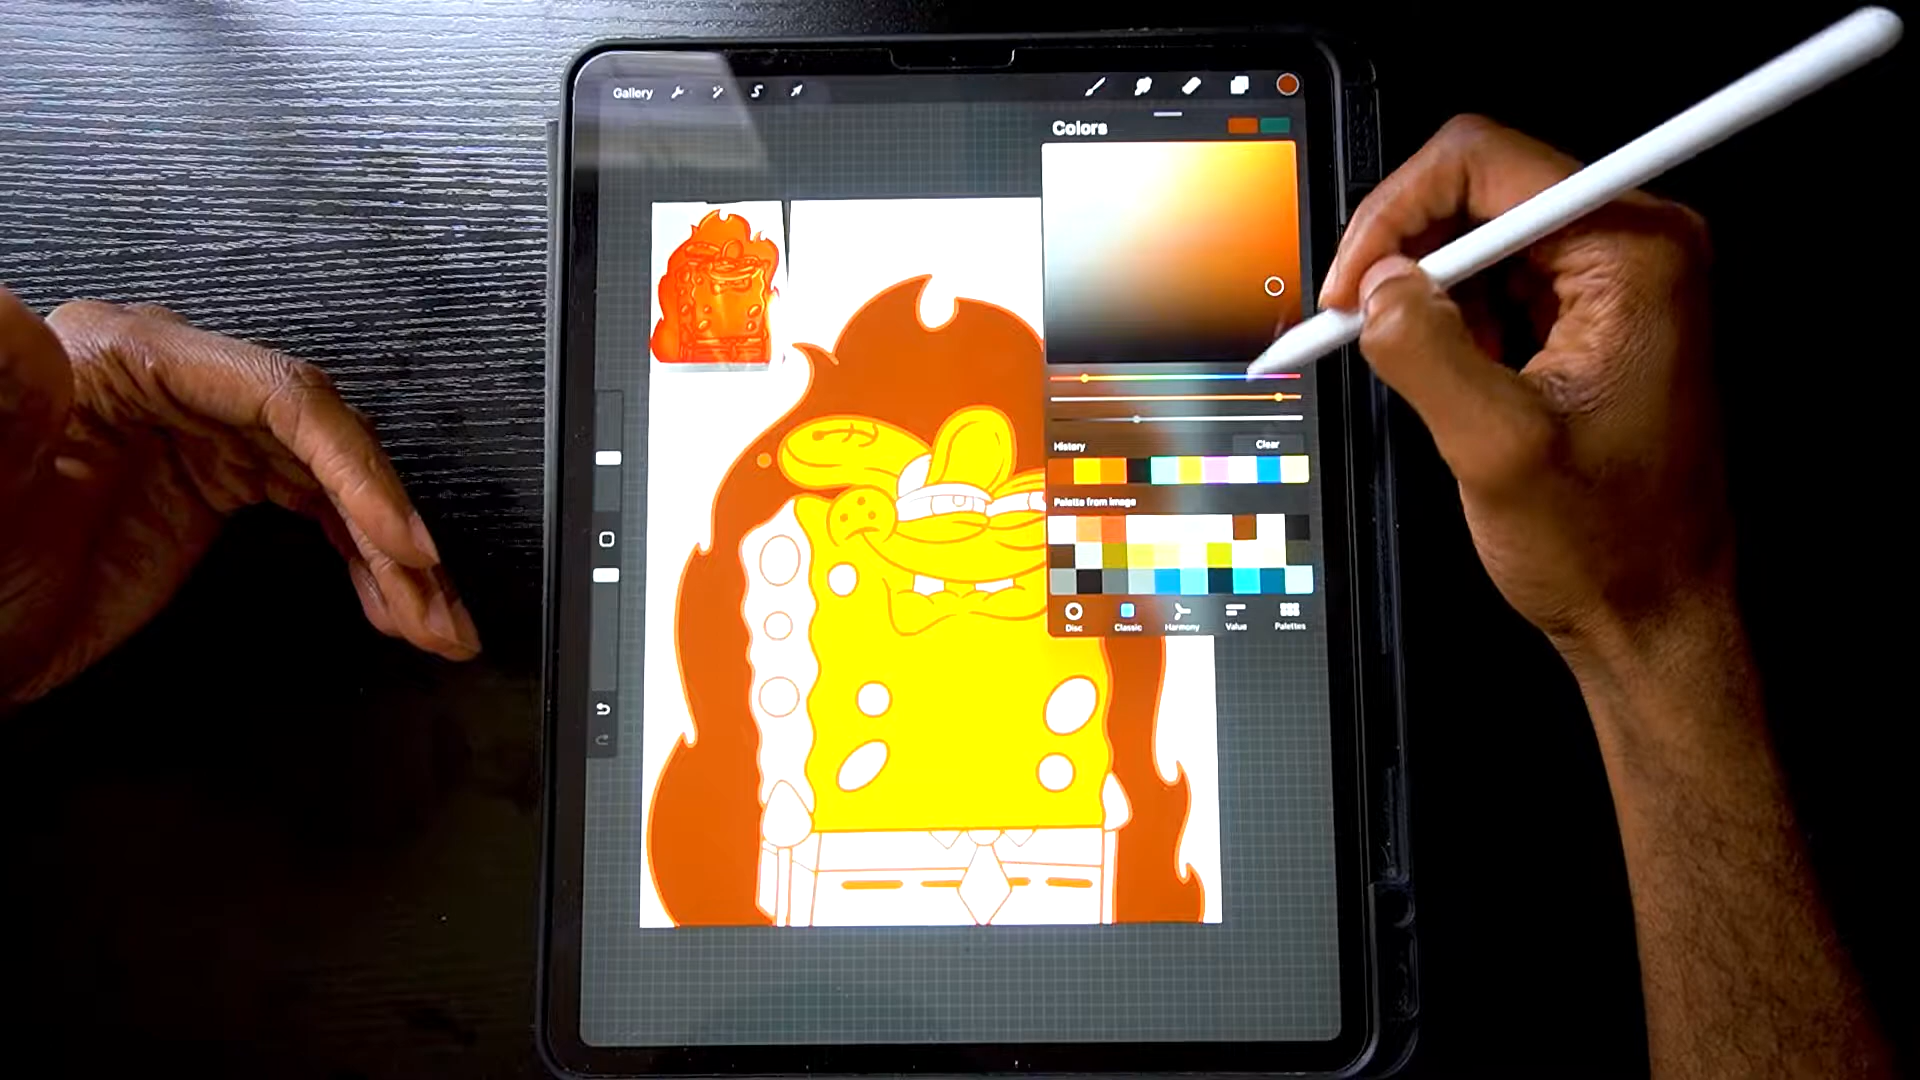 Gallery
Colors
History
Clear
Palette from image
Disc
Classic
Harmony
Value
Palettes